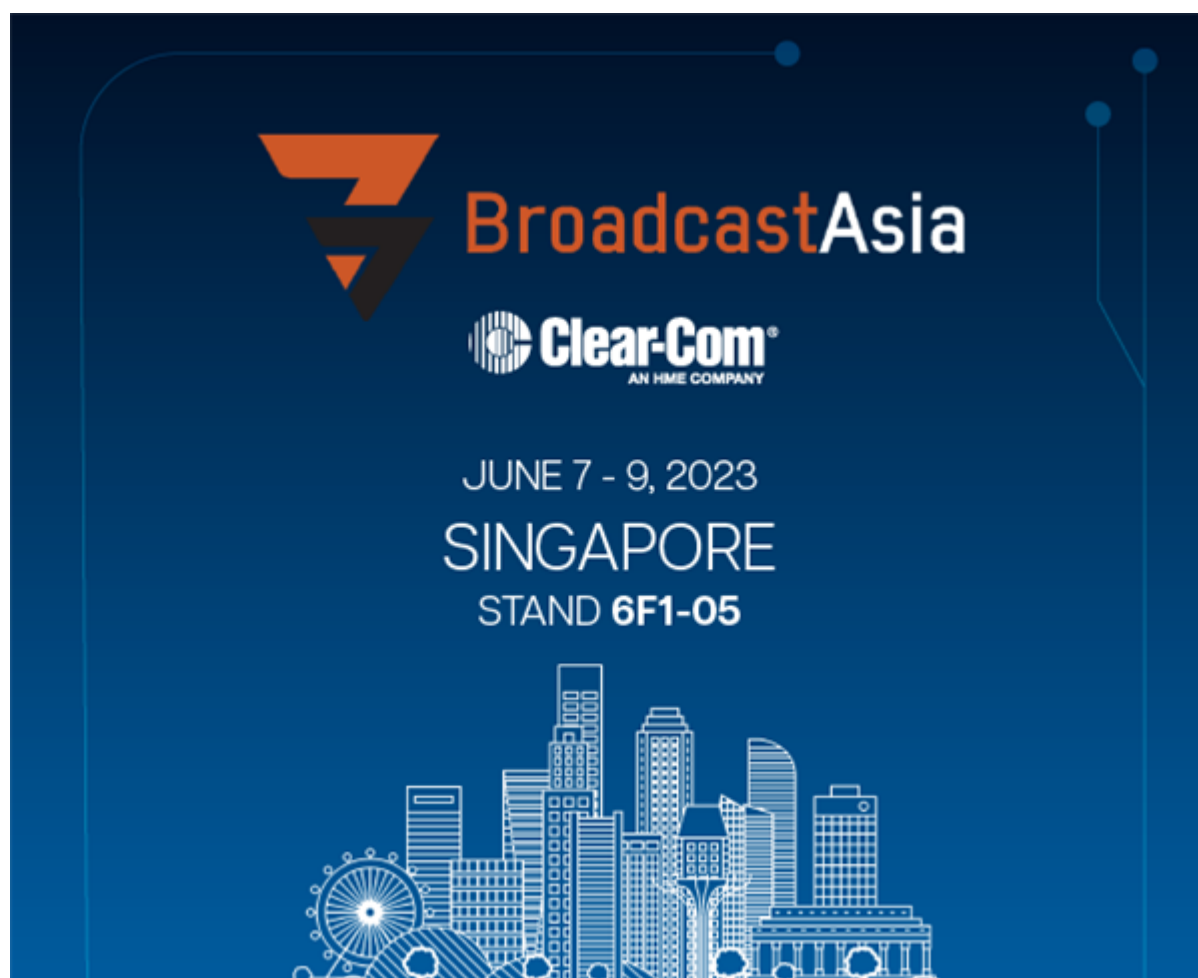 BroadcastAsia
Clear-Com®
AN HME COMPANY
JUNE 7 - 9, 2023
SINGAPORE
STAND 6F1-05